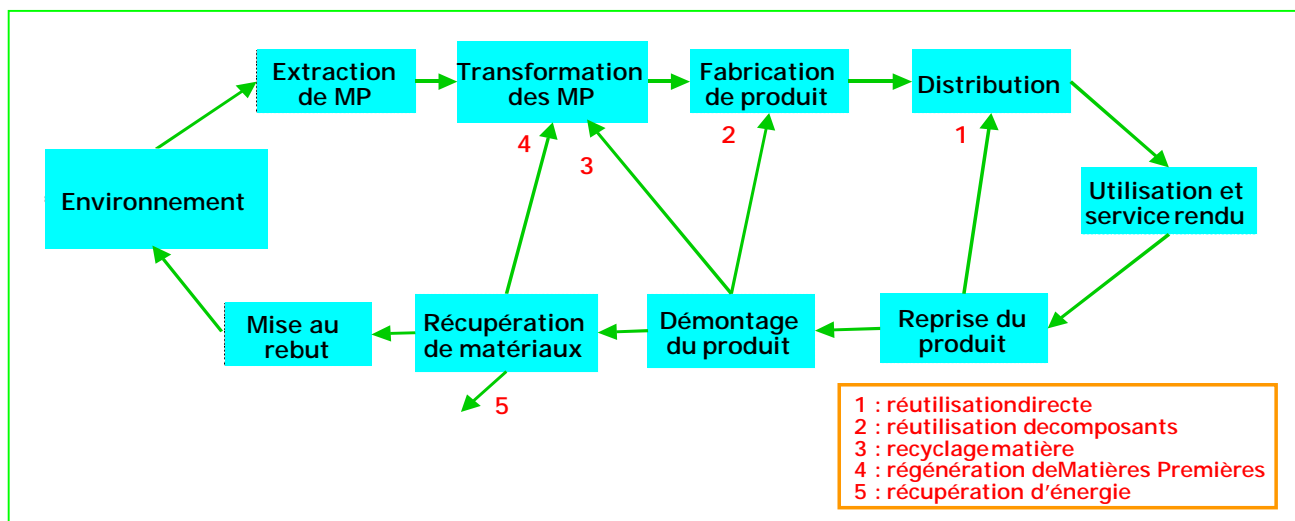 Extraction
de MP
Transformation
des MP
Fabrication
de produit
Distribution
4
3
2
1
Environnement
Utilisation et
service rendu
Mise au
rebut
Récupération
de matériaux
Démontage
du produit
Reprise du
produit
5
1 : réutilisationdirecte
2 : réutilisation decomposants
3 : recyclagematière
4 : régénération deMatières Premières
5 : récupération d'énergie